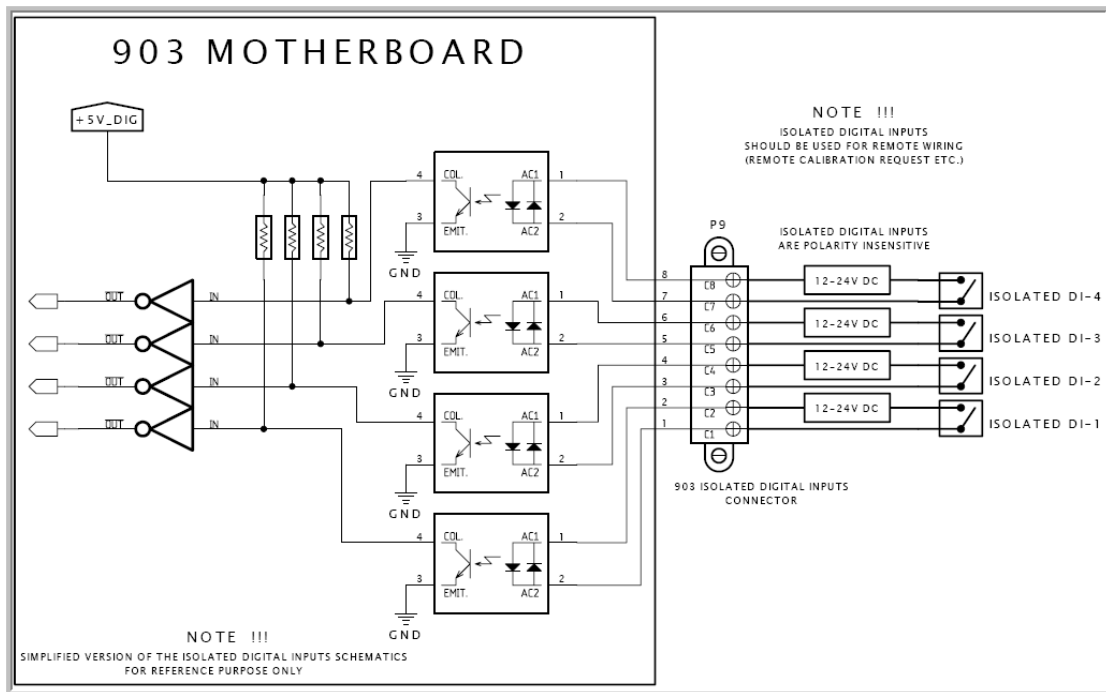 903 MOTHERBOARD
+5V_DIG
NOTE !!!
ISOLATED DIGITAL INPUTS
SHOULD BE USED FOR REMOTE WIRING
(REMOTE CALIBRATION REQUEST ETC.)
4 COL. AC1 1
3 EMIT. AC2 2
GND
4 COL. AC1 1
3 EMIT. AC2 2
GND
4 COL. AC1 1
3 EMIT. AC2 2
GND
4 COL. AC1 1
3 EMIT. AC2 2
GND
OUT IN
OUT IN
OUT IN
OUT IN
P9
ISOLATED DIGITAL INPUTS
ARE POLARITY INSENSITIVE
8 C8 12-24V DC
7 C7 ISOLATED DI-4
6 C6 12-24V DC
5 C5 ISOLATED DI-3
4 C4 12-24V DC
3 C3 ISOLATED DI-2
2 C2 12-24V DC
1 C1 ISOLATED DI-1
903 ISOLATED DIGITAL INPUTS
CONNECTOR
NOTE !!!
SIMPLIFIED VERSION OF THE ISOLATED DIGITAL INPUTS SCHEMATICS
FOR REFERENCE PURPOSE ONLY